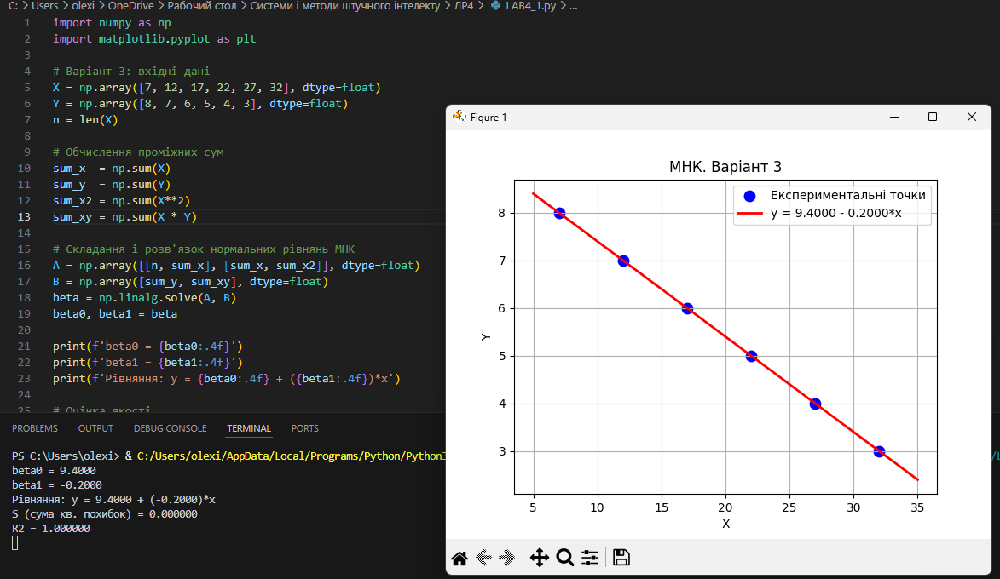 C: > Users > olexi > OneDrive > Рабочий стол > Системи і методи штучного інтелекту > ЛР4 > LAB4_1.py > ...
1 import numpy as np
2 import matplotlib.pyplot as plt
3
4 # Варіант 3: вхідні дані
5 X = np.array([7, 12, 17, 22, 27, 32], dtype=float)
6 Y = np.array([8, 7, 6, 5, 4, 3], dtype=float)
7 n = len(X)
8
9 # Обчислення проміжних сум
10 sum_x  = np.sum(X)
11 sum_y  = np.sum(Y)
12 sum_x2 = np.sum(X**2)
13 sum_xy = np.sum(X * Y)
14
15 # Складання і розв'язок нормальних рівнянь МНК
16 A = np.array([[n, sum_x], [sum_x, sum_x2]], dtype=float)
17 B = np.array([sum_y, sum_xy], dtype=float)
18 beta = np.linalg.solve(A, B)
19 beta0, beta1 = beta
20
21 print(f'beta0 = {beta0:.4f}')
22 print(f'beta1 = {beta1:.4f}')
23 print(f'Рівняння: y = {beta0:.4f} + ({beta1:.4f})*x')
24
25 # Оцінка якості
PROBLEMS OUTPUT DEBUG CONSOLE TERMINAL PORTS
PS C:\Users\olexi> & C:/Users/olexi/AppData/Local/Programs/Python/Python3
beta0 = 9.4000
beta1 = -0.2000
Рівняння: y = 9.4000 + (-0.2000)*x
S (сума кв. похибок) = 0.000000
R2 = 1.000000
Figure 1
МНК. Варіант 3
Експериментальні точки
y = 9.4000 - 0.2000*x
8
7
6
5
4
3
Y
5 10 15 20 25 30 35
X